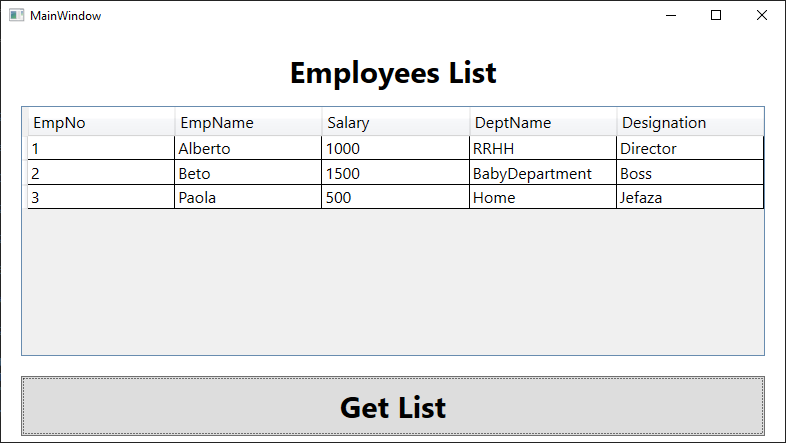 MainWindow
Employees List
EmpNo EmpName Salary DeptName Designation
1 Alberto 1000 RRHH Director
2 Beto 1500 BabyDepartment Boss
3 Paola 500 Home Jefaza
Get List